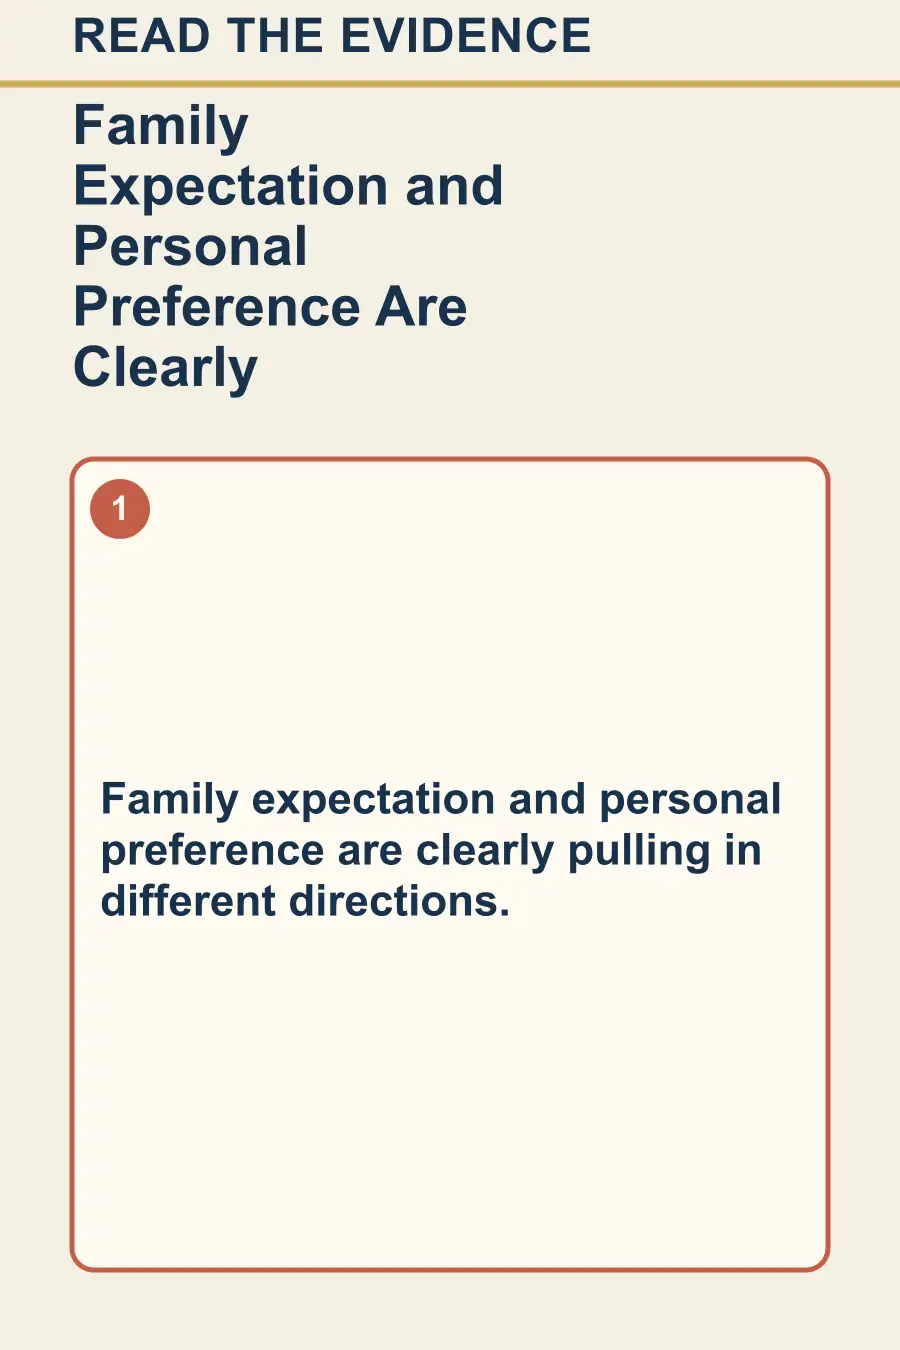 READ THE EVIDENCE
Family
Expectation and
Personal
Preference Are
Clearly
1
Family expectation and personal
preference are clearly pulling in
different directions.